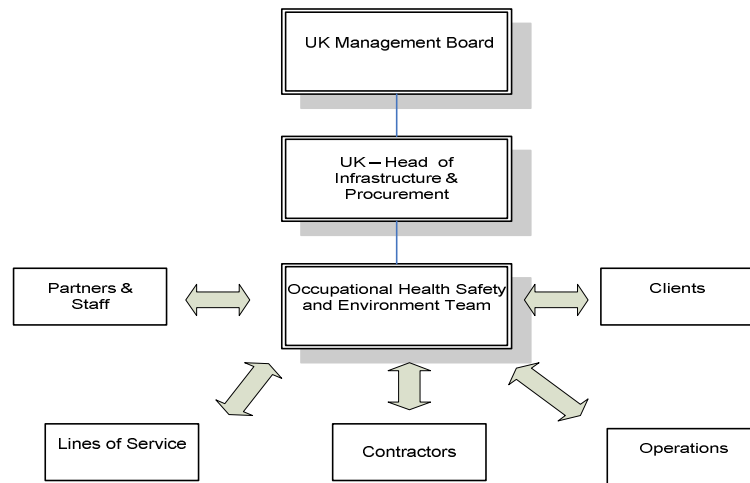 UK Management Board
UK – Head of
Infrastructure &
Procurement
Occupational Health Safety
and Environment Team
Partners &
Staff
Clients
Lines of Service
Contractors
Operations